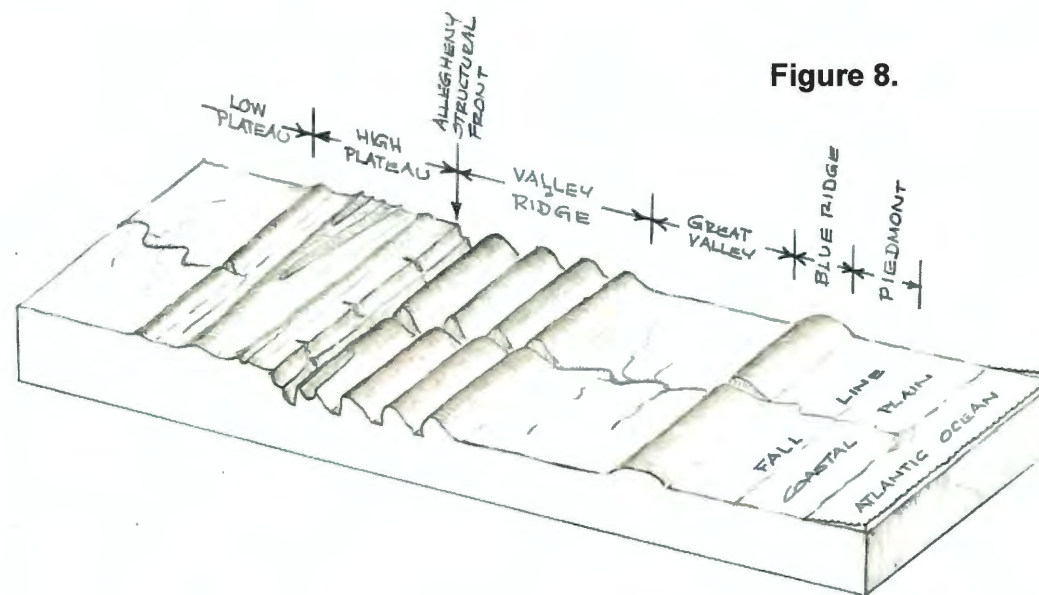 Figure 8.
LOW
PLATEAU
HIGH
PLATEAU
ALLEGHENY
STRUCTURAL
FRONT
VALLEY
&
RIDGE
GREAT
VALLEY
BLUE RIDGE
PIEDMONT
FALL LINE
COASTAL PLAIN
ATLANTIC OCEAN